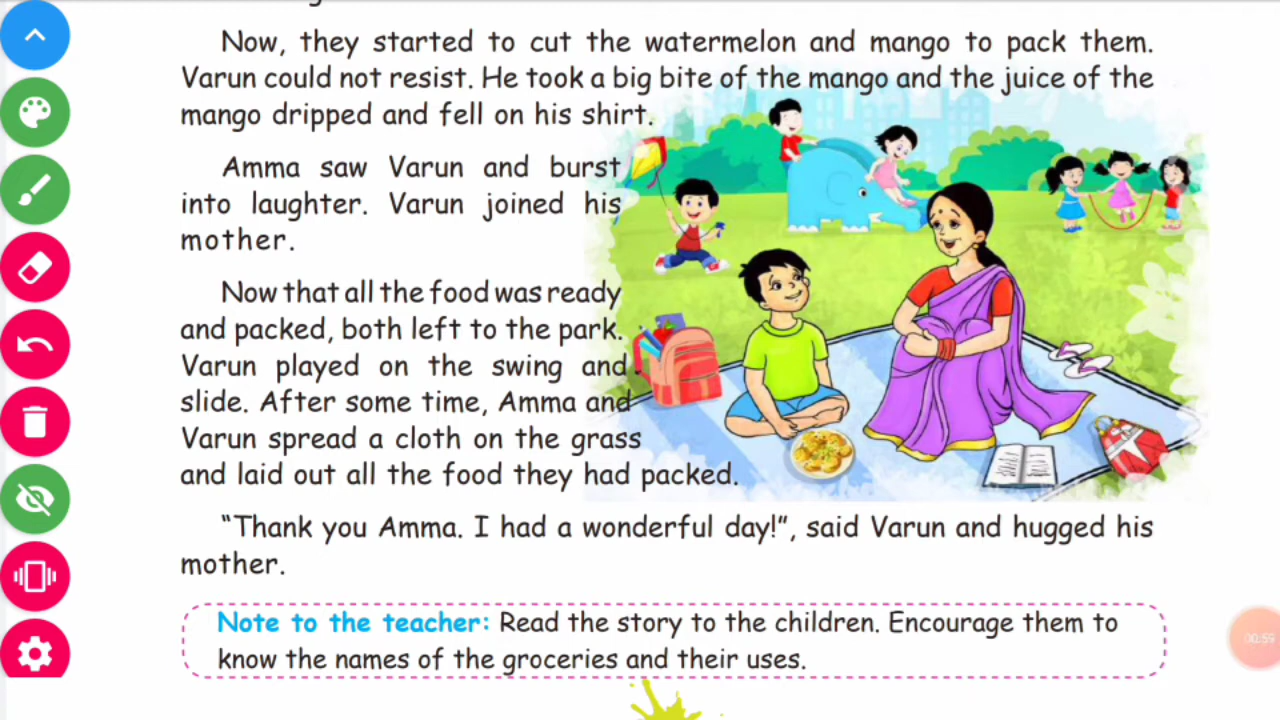 Now, they started to cut the watermelon and mango to pack them.
Varun could not resist. He took a big bite of the mango and the juice of the
mango dripped and fell on his shirt.
Amma saw Varun and burst
into laughter. Varun joined his
mother.
Now that all the food was ready
and packed, both left to the park.
Varun played on the swing and
slide. After some time, Amma and
Varun spread a cloth on the grass
and laid out all the food they had packed.
“Thank you Amma. I had a wonderful day!”, said Varun and hugged his
mother.
Note to the teacher: Read the story to the children. Encourage them to
know the names of the groceries and their uses.
00:59